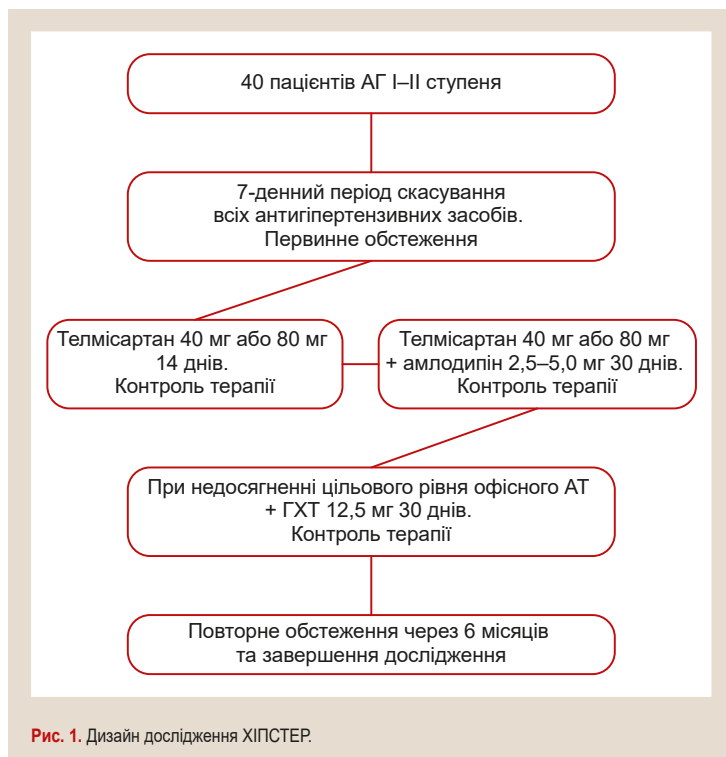 40 пацієнтів АГ І–ІІ ступеня
7-денний період скасування
всіх антигіпертензивних засобів.
Первинне обстеження
Телмісартан 40 мг або 80 мг
14 днів.
Контроль терапії
Телмісартан 40 мг або 80 мг
+ амлодипін 2,5–5,0 мг 30 днів.
Контроль терапії
При недосягненні цільового рівня офісного АТ
+ ГХТ 12,5 мг 30 днів.
Контроль терапії
Повторне обстеження через 6 місяців
та завершення дослідження
Рис. 1. Дизайн дослідження ХІПСТЕР.